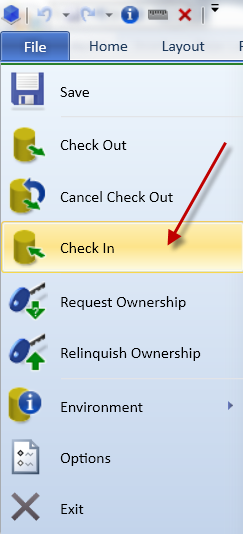 File Home Layout
Save
Check Out
Cancel Check Out
Check In
Request Ownership
Relinquish Ownership
Environment
Options
Exit